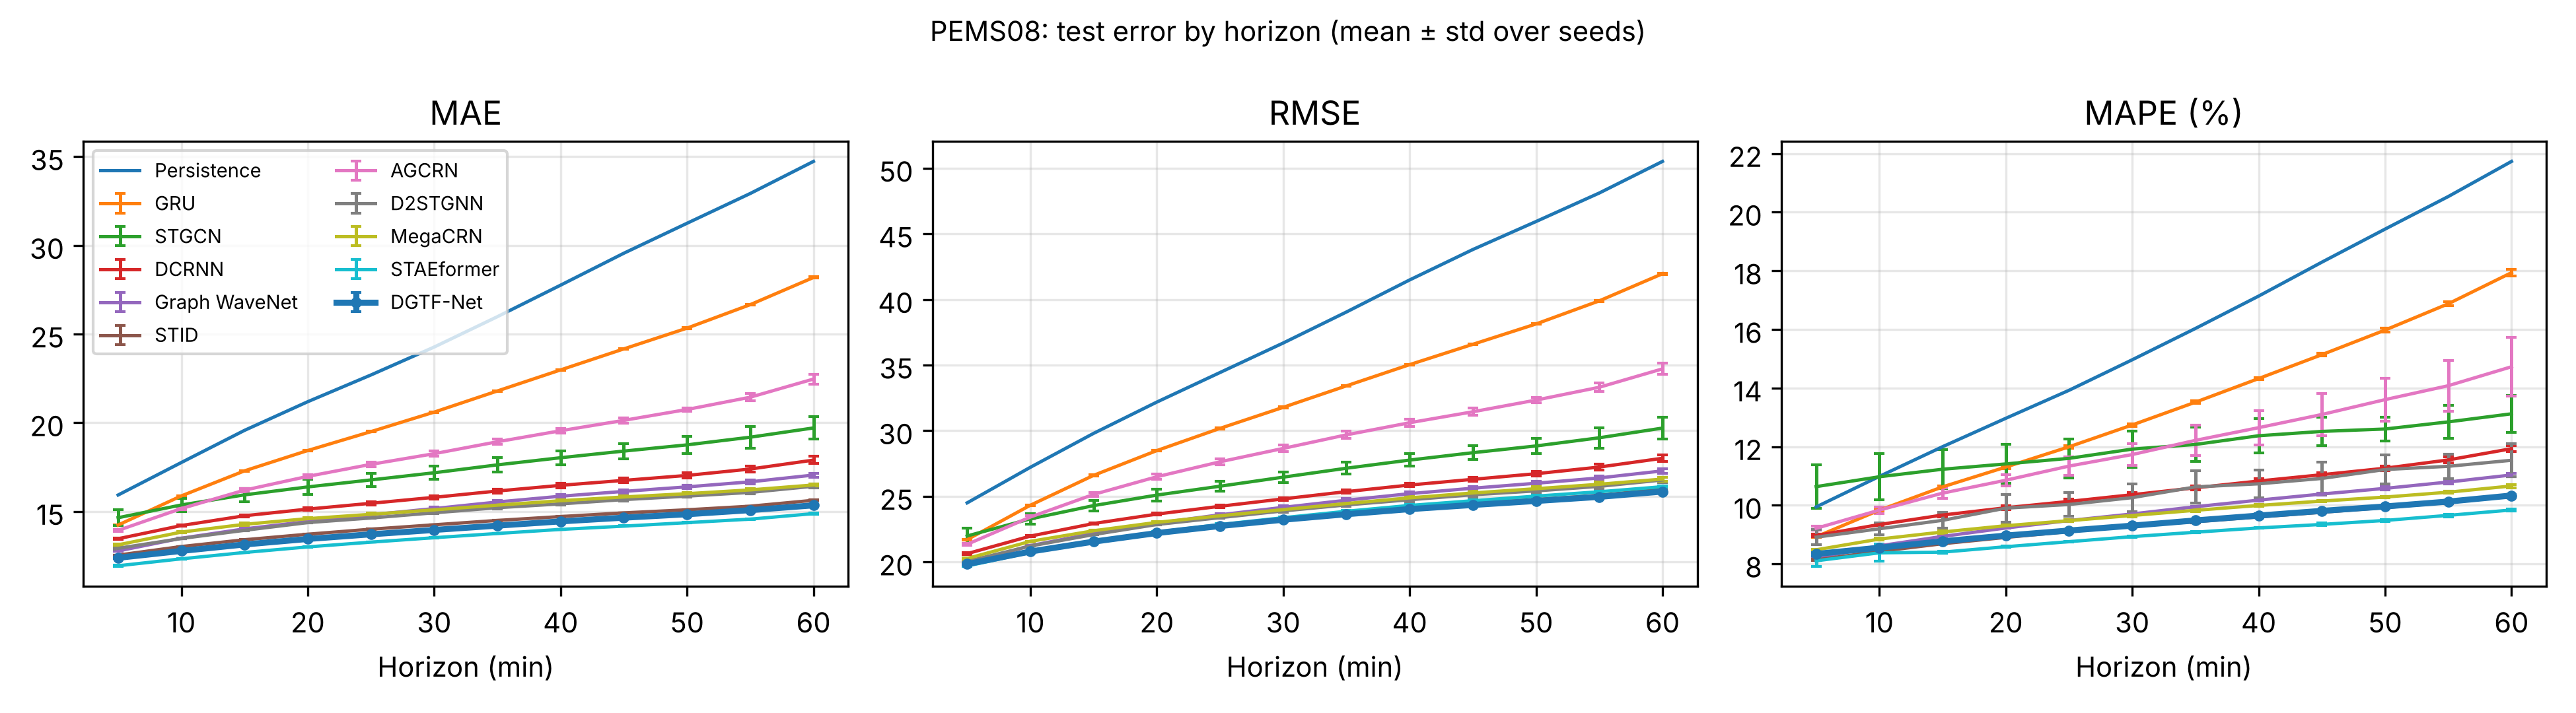 PEMS08: test error by horizon (mean ± std over seeds)
MAE
35
30
25
20
15
Persistence
GRU
STGCN
DCRNN
Graph WaveNet
STID
AGCRN
D2STGNN
MegaCRN
STAEformer
DGTF-Net
10 20 30 40 50 60
Horizon (min)
RMSE
50
45
40
35
30
25
20
10 20 30 40 50 60
Horizon (min)
MAPE (%)
22
20
18
16
14
12
10
8
10 20 30 40 50 60
Horizon (min)